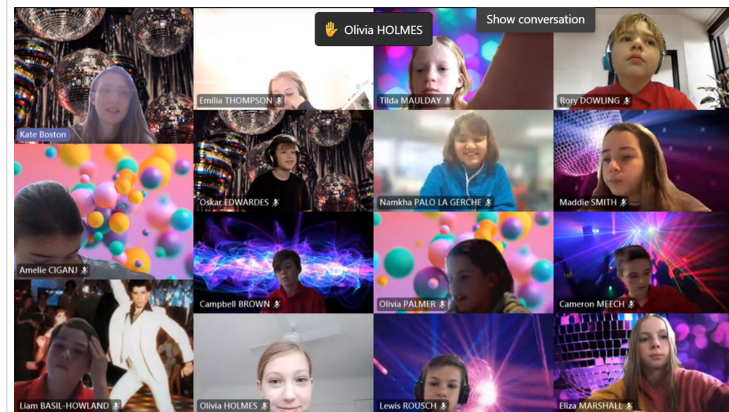 Olivia HOLMES
Show conversation
Kate Boston
Emilia THOMPSON
Tilda MAULDAY
Rory DOWLING
Oskar EDWARDES
Namkha PALO LA GERCHE
Maddie SMITH
Amelie CIGANJ
Campbell BROWN
Olivia PALMER
Cameron MEECH
Liam BASIL-HOWLAND
Olivia HOLMES
Lewis ROUSCH
Eliza MARSHALL